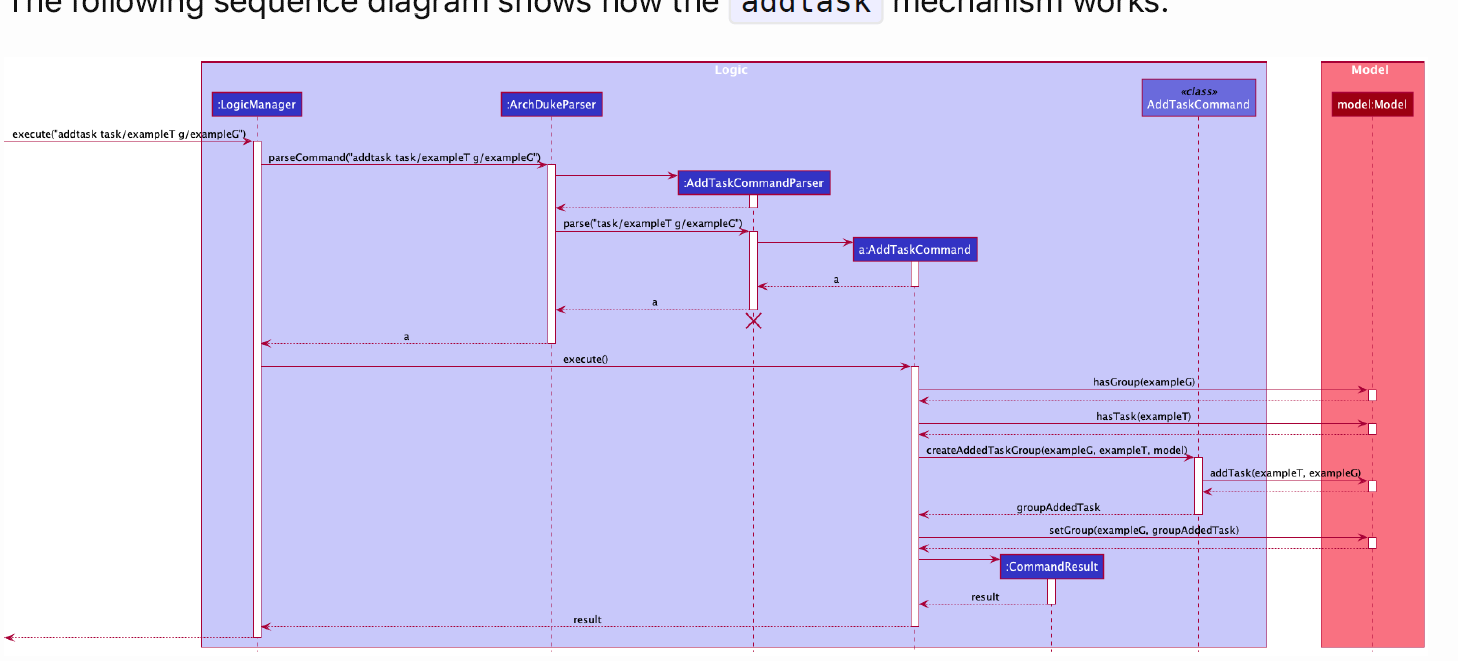 The following sequence diagram shows how the addtask mechanism works.
Logic
Model
:LogicManager
:ArchDukeParser
«class»
AddTaskCommand
model:Model
execute("addtask task/exampleT g/exampleG")
parseCommand("addtask task/exampleT g/exampleG")
:AddTaskCommandParser
parse("task/exampleT g/exampleG")
a:AddTaskCommand
a
a
a
execute()
hasGroup(exampleG)
hasTask(exampleT)
createAddedTaskGroup(exampleG, exampleT, model)
addTask(exampleT, exampleG)
groupAddedTask
setGroup(exampleG, groupAddedTask)
:CommandResult
result
result